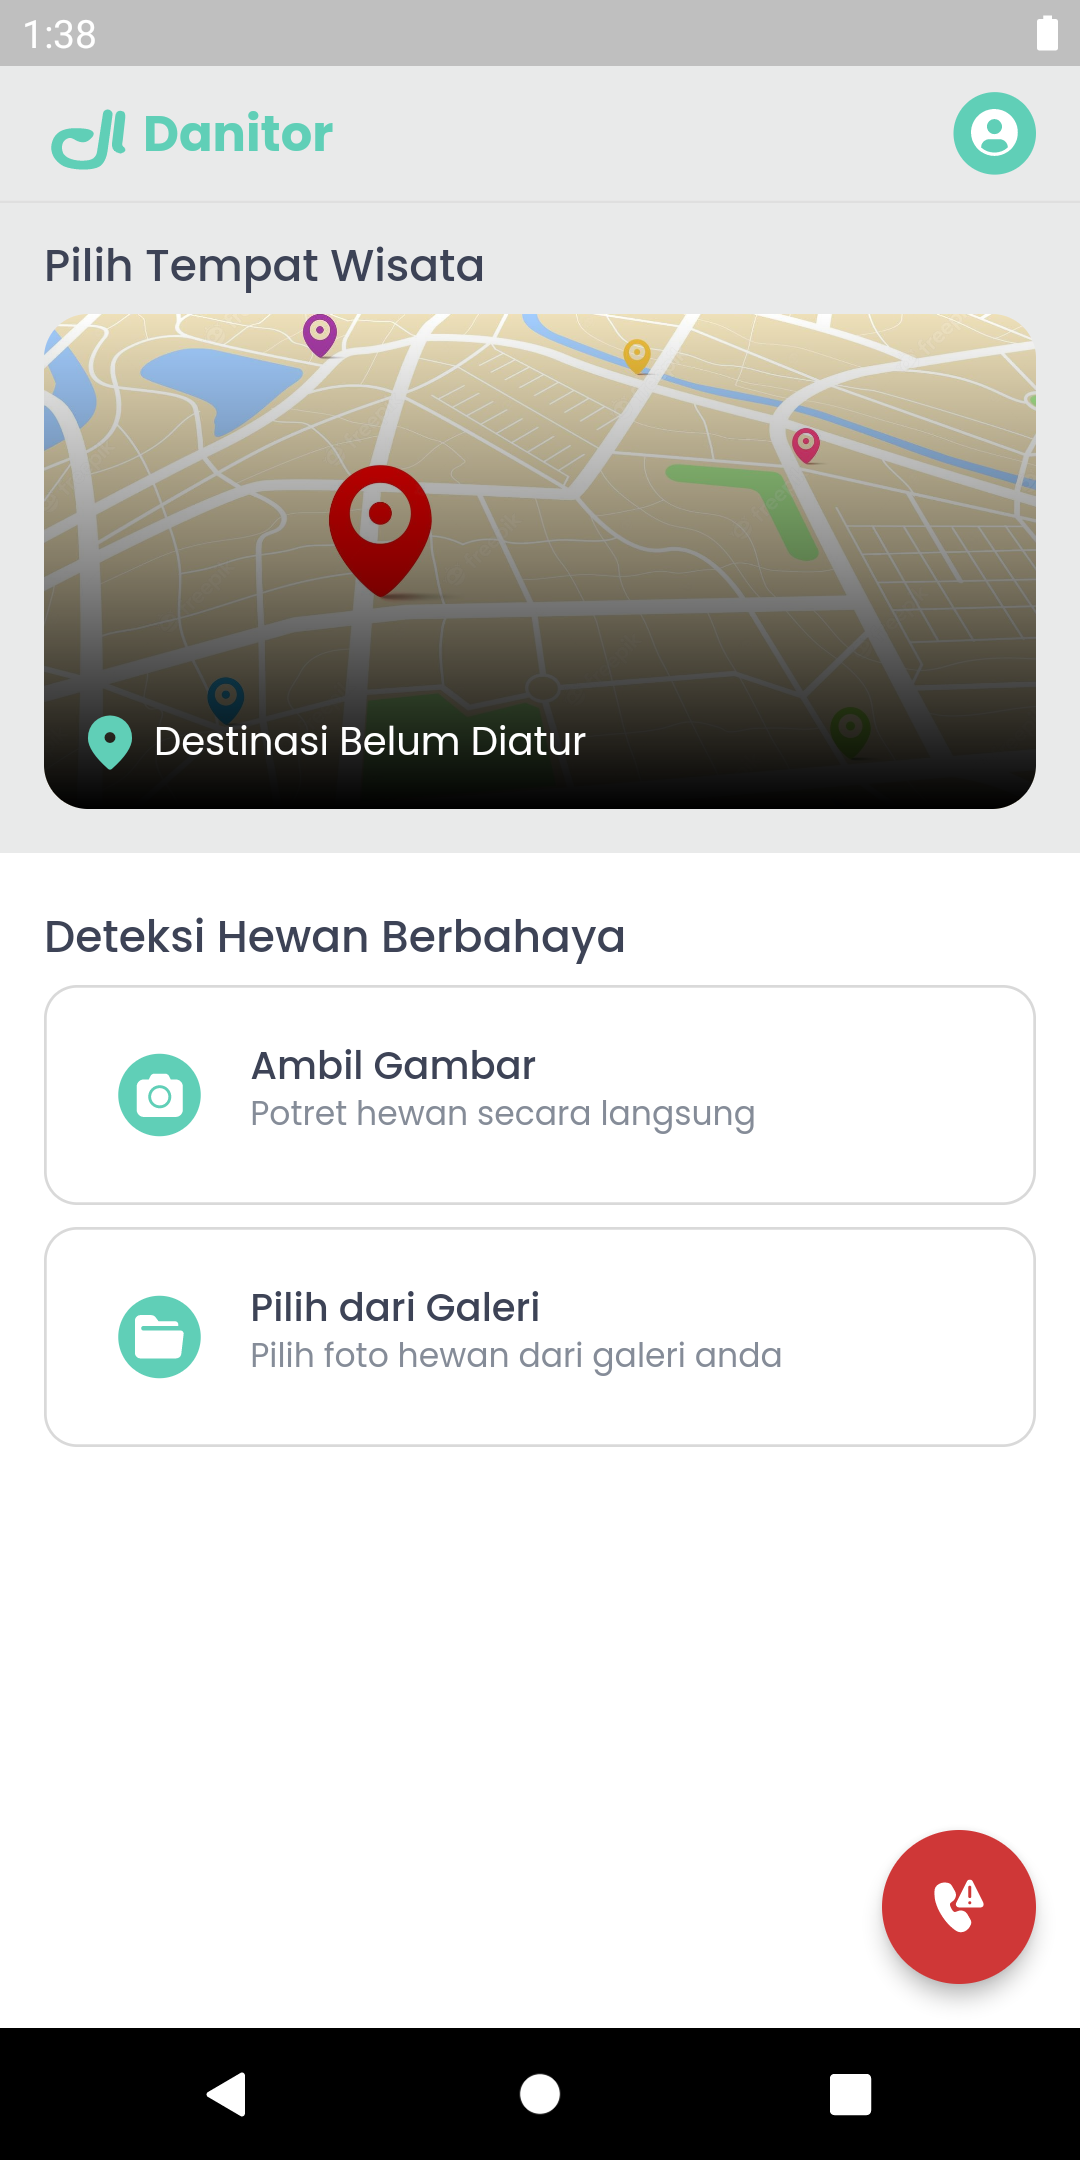 1:38
Danitor
Pilih Tempat Wisata
Destinasi Belum Diatur
Deteksi Hewan Berbahaya
Ambil Gambar
Potret hewan secara langsung
Pilih dari Galeri
Pilih foto hewan dari galeri anda